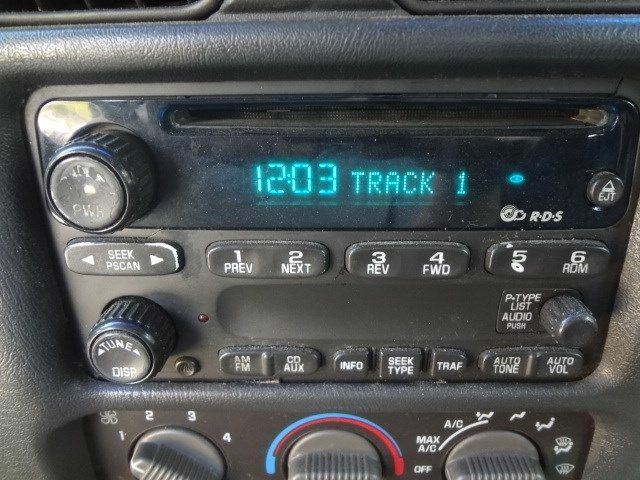 12:03 TRACK 1
EJT
R·D·S
PWR
SEEK
PSCAN
1 2 3 4 5 6
PREV NEXT REV FWD RDM
P-TYPE
LIST
AUDIO
PUSH
TUNE
DISP
AM
FM
CD
AUX
INFO
SEEK
TYPE
TRAF
AUTO
TONE
AUTO
VOL
1 2 3 4
A/C
MAX
A/C
OFF